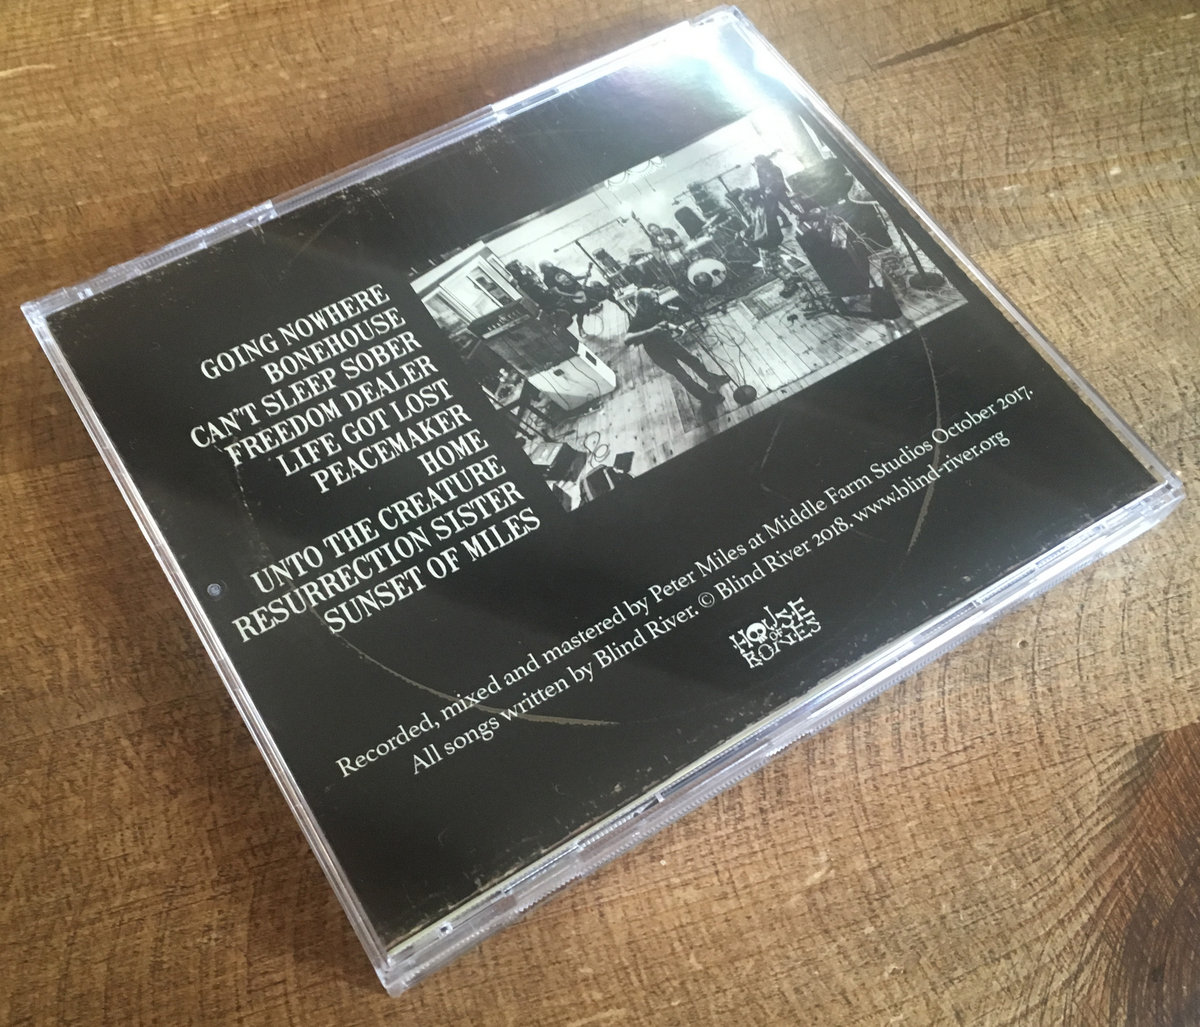 GOING NOWHERE
BONEHOUSE
CAN'T SLEEP SOBER
FREEDOM DEALER
LIFE GOT LOST
PEACEMAKER
HOME
UNTO THE CREATURE
RESURRECTION SISTER
SUNSET OF MILES
Recorded, mixed and mastered by Peter Miles at Middle Farm Studios October 2017.
All songs written by Blind River. © Blind River 2018. www.blind-river.org
HOUSE
OF
BONES